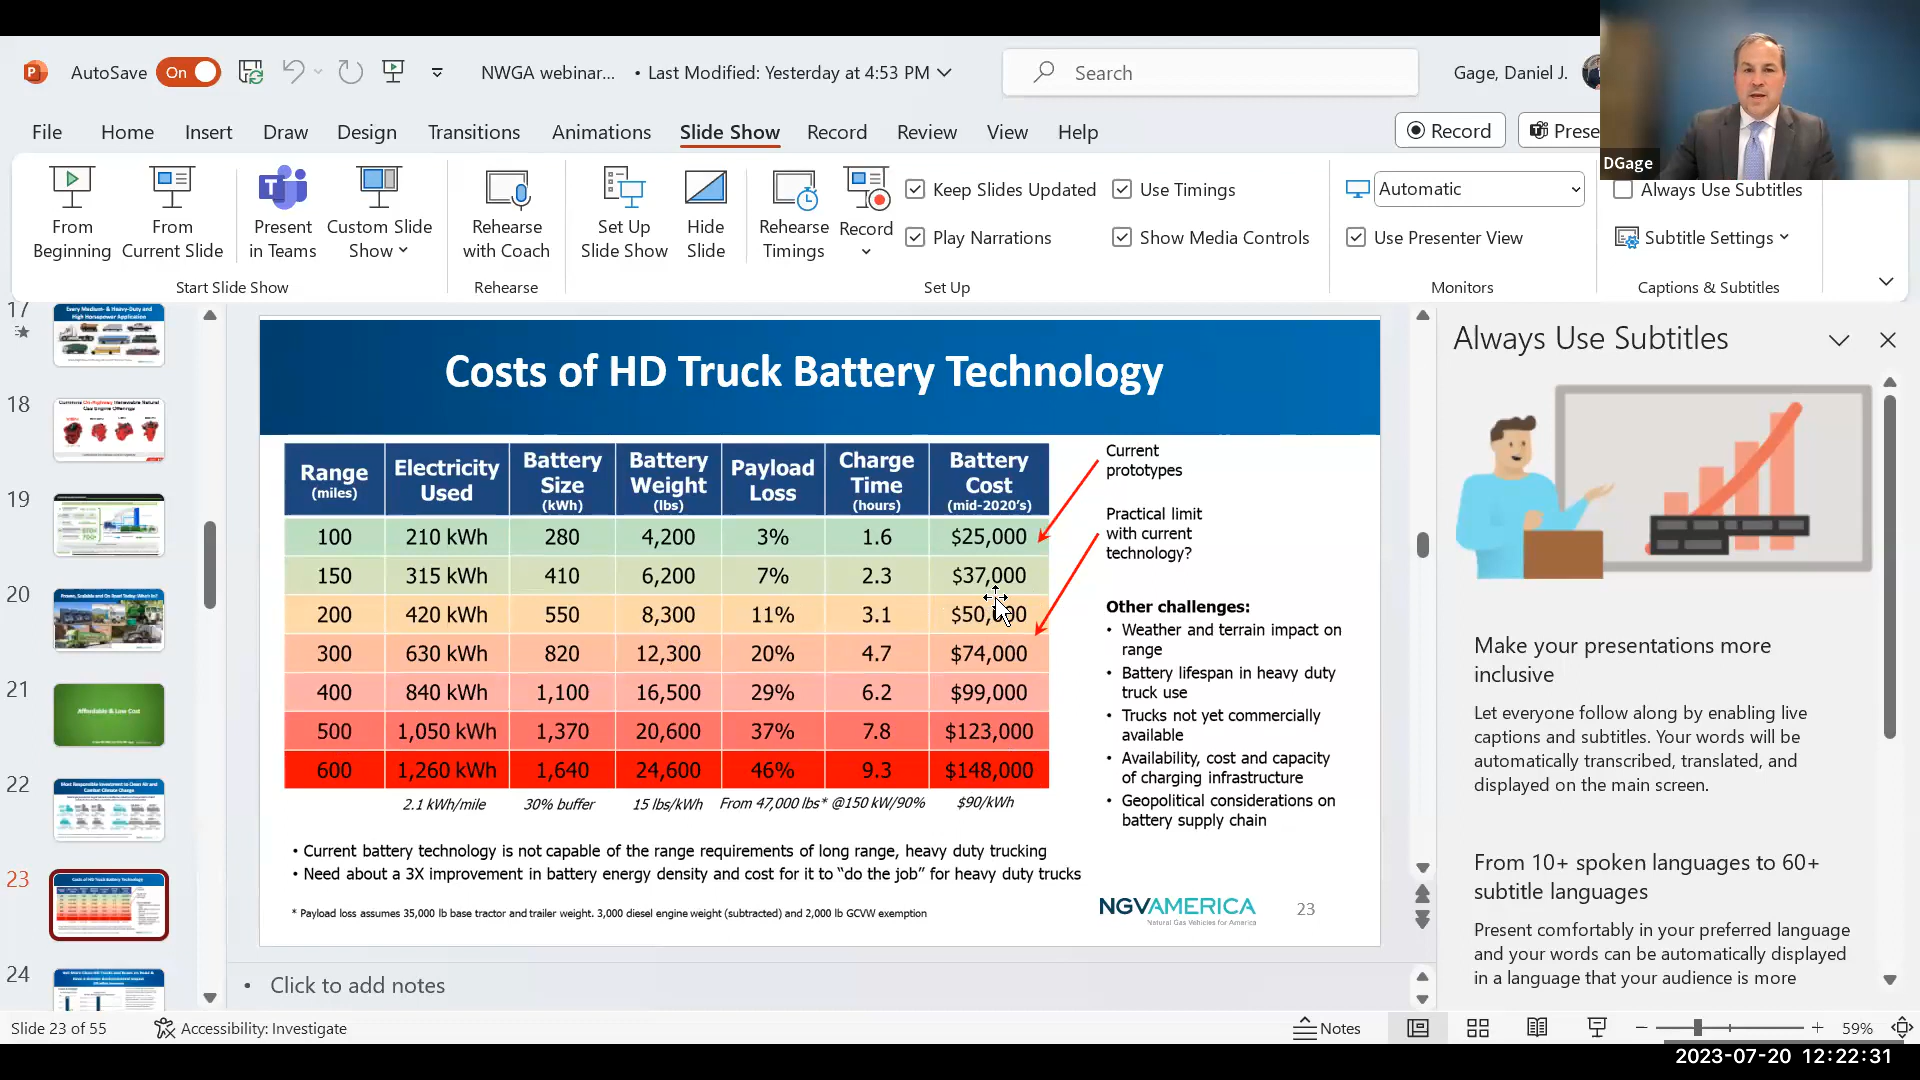 AutoSave On NWGA webinar... • Last Modified: Yesterday at 4:53 PM Search Gage, Daniel J.
File Home Insert Draw Design Transitions Animations Slide Show Record Review View Help Record Prese
DGage
From Beginning
From Current Slide
Present in Teams
Custom Slide Show
Start Slide Show
Rehearse with Coach
Rehearse
Set Up Slide Show
Hide Slide
Rehearse Timings
Record
Keep Slides Updated
Use Timings
Play Narrations
Show Media Controls
Set Up
Automatic
Use Presenter View
Monitors
Always Use Subtitles
Subtitle Settings
Captions & Subtitles
17
Every Medium- & Heavy-Duty and
High Horsepower Application
18
19
20
21
Affordable & Low Cost
22
23
Costs of HD Truck Battery Technology
24
Costs of HD Truck Battery Technology
Range (miles) Electricity Used Battery Size (kWh) Battery Weight (lbs) Payload Loss Charge Time (hours) Battery Cost (mid-2020's)
100 210 kWh 280 4,200 3% 1.6 $25,000
150 315 kWh 410 6,200 7% 2.3 $37,000
200 420 kWh 550 8,300 11% 3.1 $50,000
300 630 kWh 820 12,300 20% 4.7 $74,000
400 840 kWh 1,100 16,500 29% 6.2 $99,000
500 1,050 kWh 1,370 20,600 37% 7.8 $123,000
600 1,260 kWh 1,640 24,600 46% 9.3 $148,000
2.1 kWh/mile 30% buffer 15 lbs/kWh From 47,000 lbs* @150 kW/90% $90/kWh
Current
prototypes
Practical limit
with current
technology?
Other challenges:
• Weather and terrain impact on
range
• Battery lifespan in heavy duty
truck use
• Trucks not yet commercially
available
• Availability, cost and capacity
of charging infrastructure
• Geopolitical considerations on
battery supply chain
• Current battery technology is not capable of the range requirements of long range, heavy duty trucking
• Need about a 3X improvement in battery energy density and cost for it to “do the job” for heavy duty trucks
* Payload loss assumes 35,000 lb base tractor and trailer weight. 3,000 diesel engine weight (subtracted) and 2,000 lb GCVW exemption
NGVAMERICA
Natural Gas Vehicles for America
23
• Click to add notes
Always Use Subtitles
Make your presentations more
inclusive
Let everyone follow along by enabling live
captions and subtitles. Your words will be
automatically transcribed, translated, and
displayed on the main screen.
From 10+ spoken languages to 60+
subtitle languages
Present comfortably in your preferred language
and your words can be automatically displayed
in a language that your audience is more
Slide 23 of 55 Accessibility: Investigate Notes 59%
2023-07-20 12:22:31